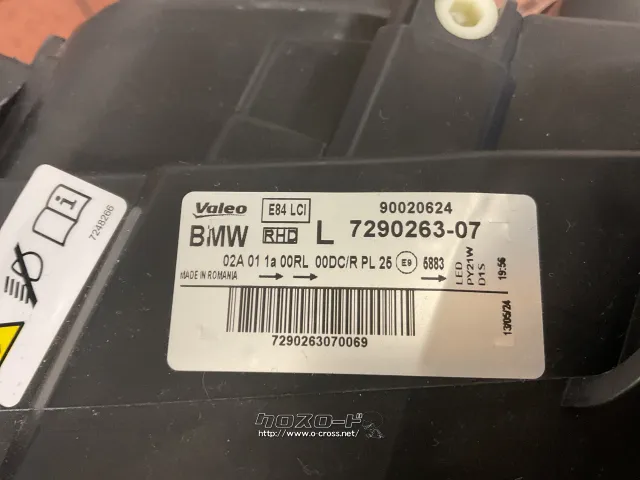 Valeo E84 LCI 90020624
BMW RHD L 7290263-07
02A 01 1a 00RL 00DC/R PL 25 E9 5883
MADE IN ROMANIA
7290263070069
LED
PY21W
D1S
19:56
13/05/24
7248266
クロスロード
http://www.o-cross.net/